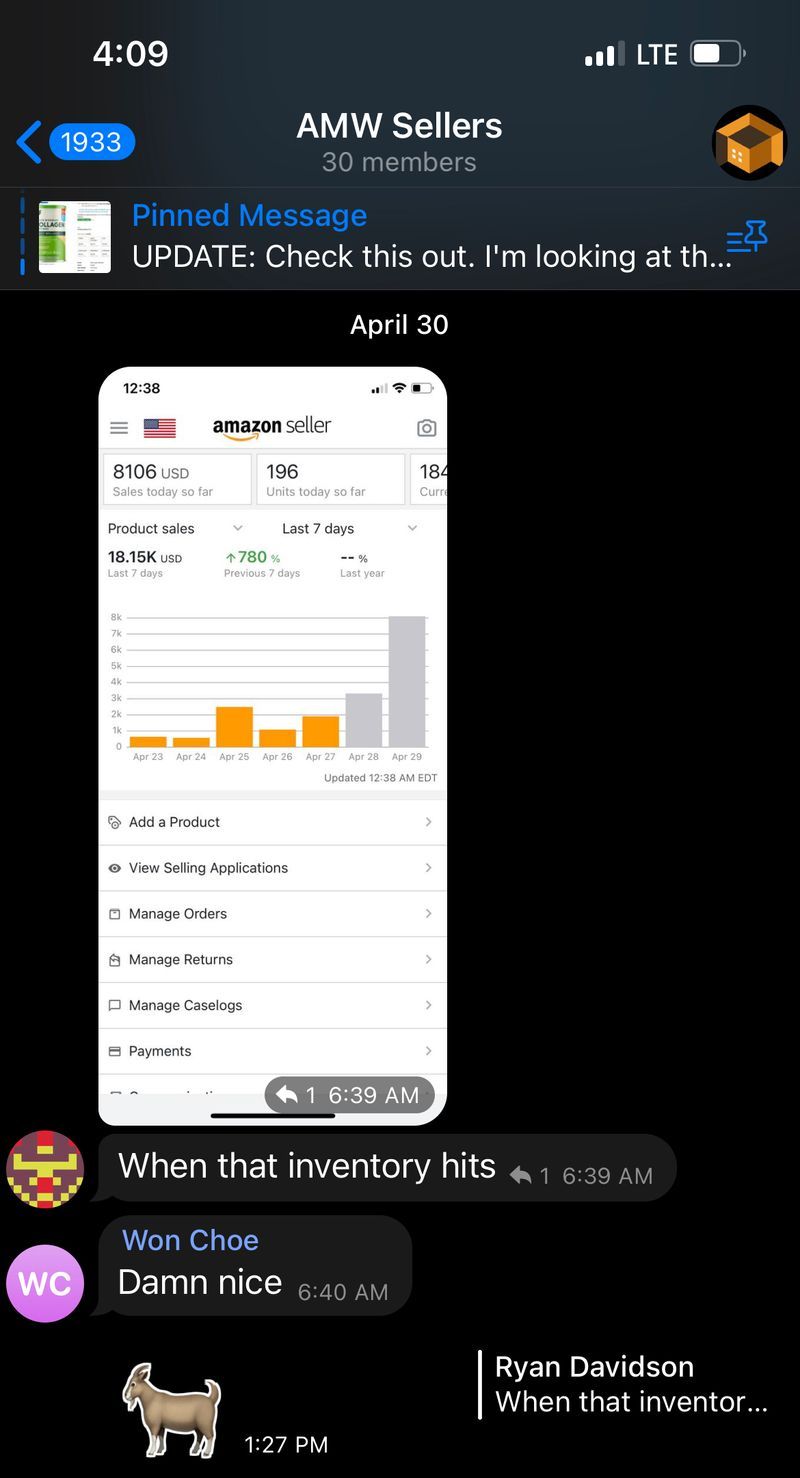 4:09
LTE
1933
AMW Sellers
30 members
Pinned Message
UPDATE: Check this out. I'm looking at th...
April 30
12:38
amazon seller
8106 USD
Sales today so far
196
Units today so far
184
Curre
Product sales
Last 7 days
18.15K USD
Last 7 days
↑780 %
Previous 7 days
-- %
Last year
8k
7k
6k
5k
4k
3k
2k
1k
0
Apr 23 Apr 24 Apr 25 Apr 26 Apr 27 Apr 28 Apr 29
Updated 12:38 AM EDT
Add a Product
View Selling Applications
Manage Orders
Manage Returns
Manage Caselogs
Payments
1 6:39 AM
When that inventory hits 1 6:39 AM
WC
Won Choe
Damn nice 6:40 AM
Ryan Davidson
When that inventor...
1:27 PM